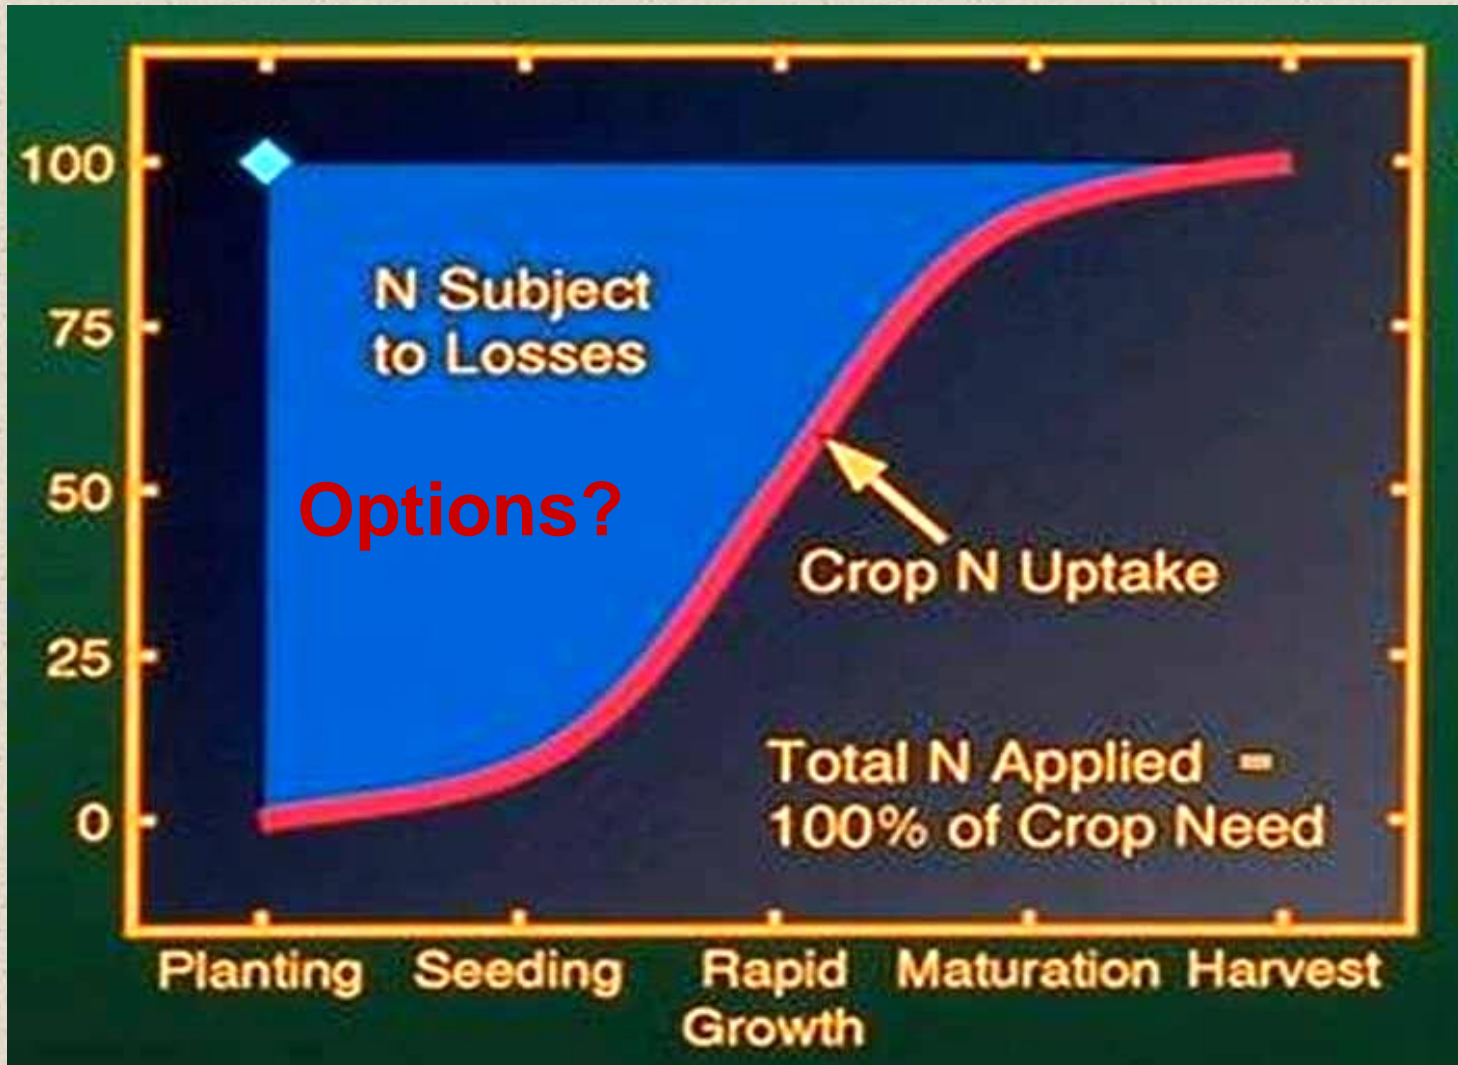 100
75
50
25
0
N Subject
to Losses
Options?
Crop N Uptake
Total N Applied =
100% of Crop Need
Planting Seeding Rapid Maturation Harvest
Growth